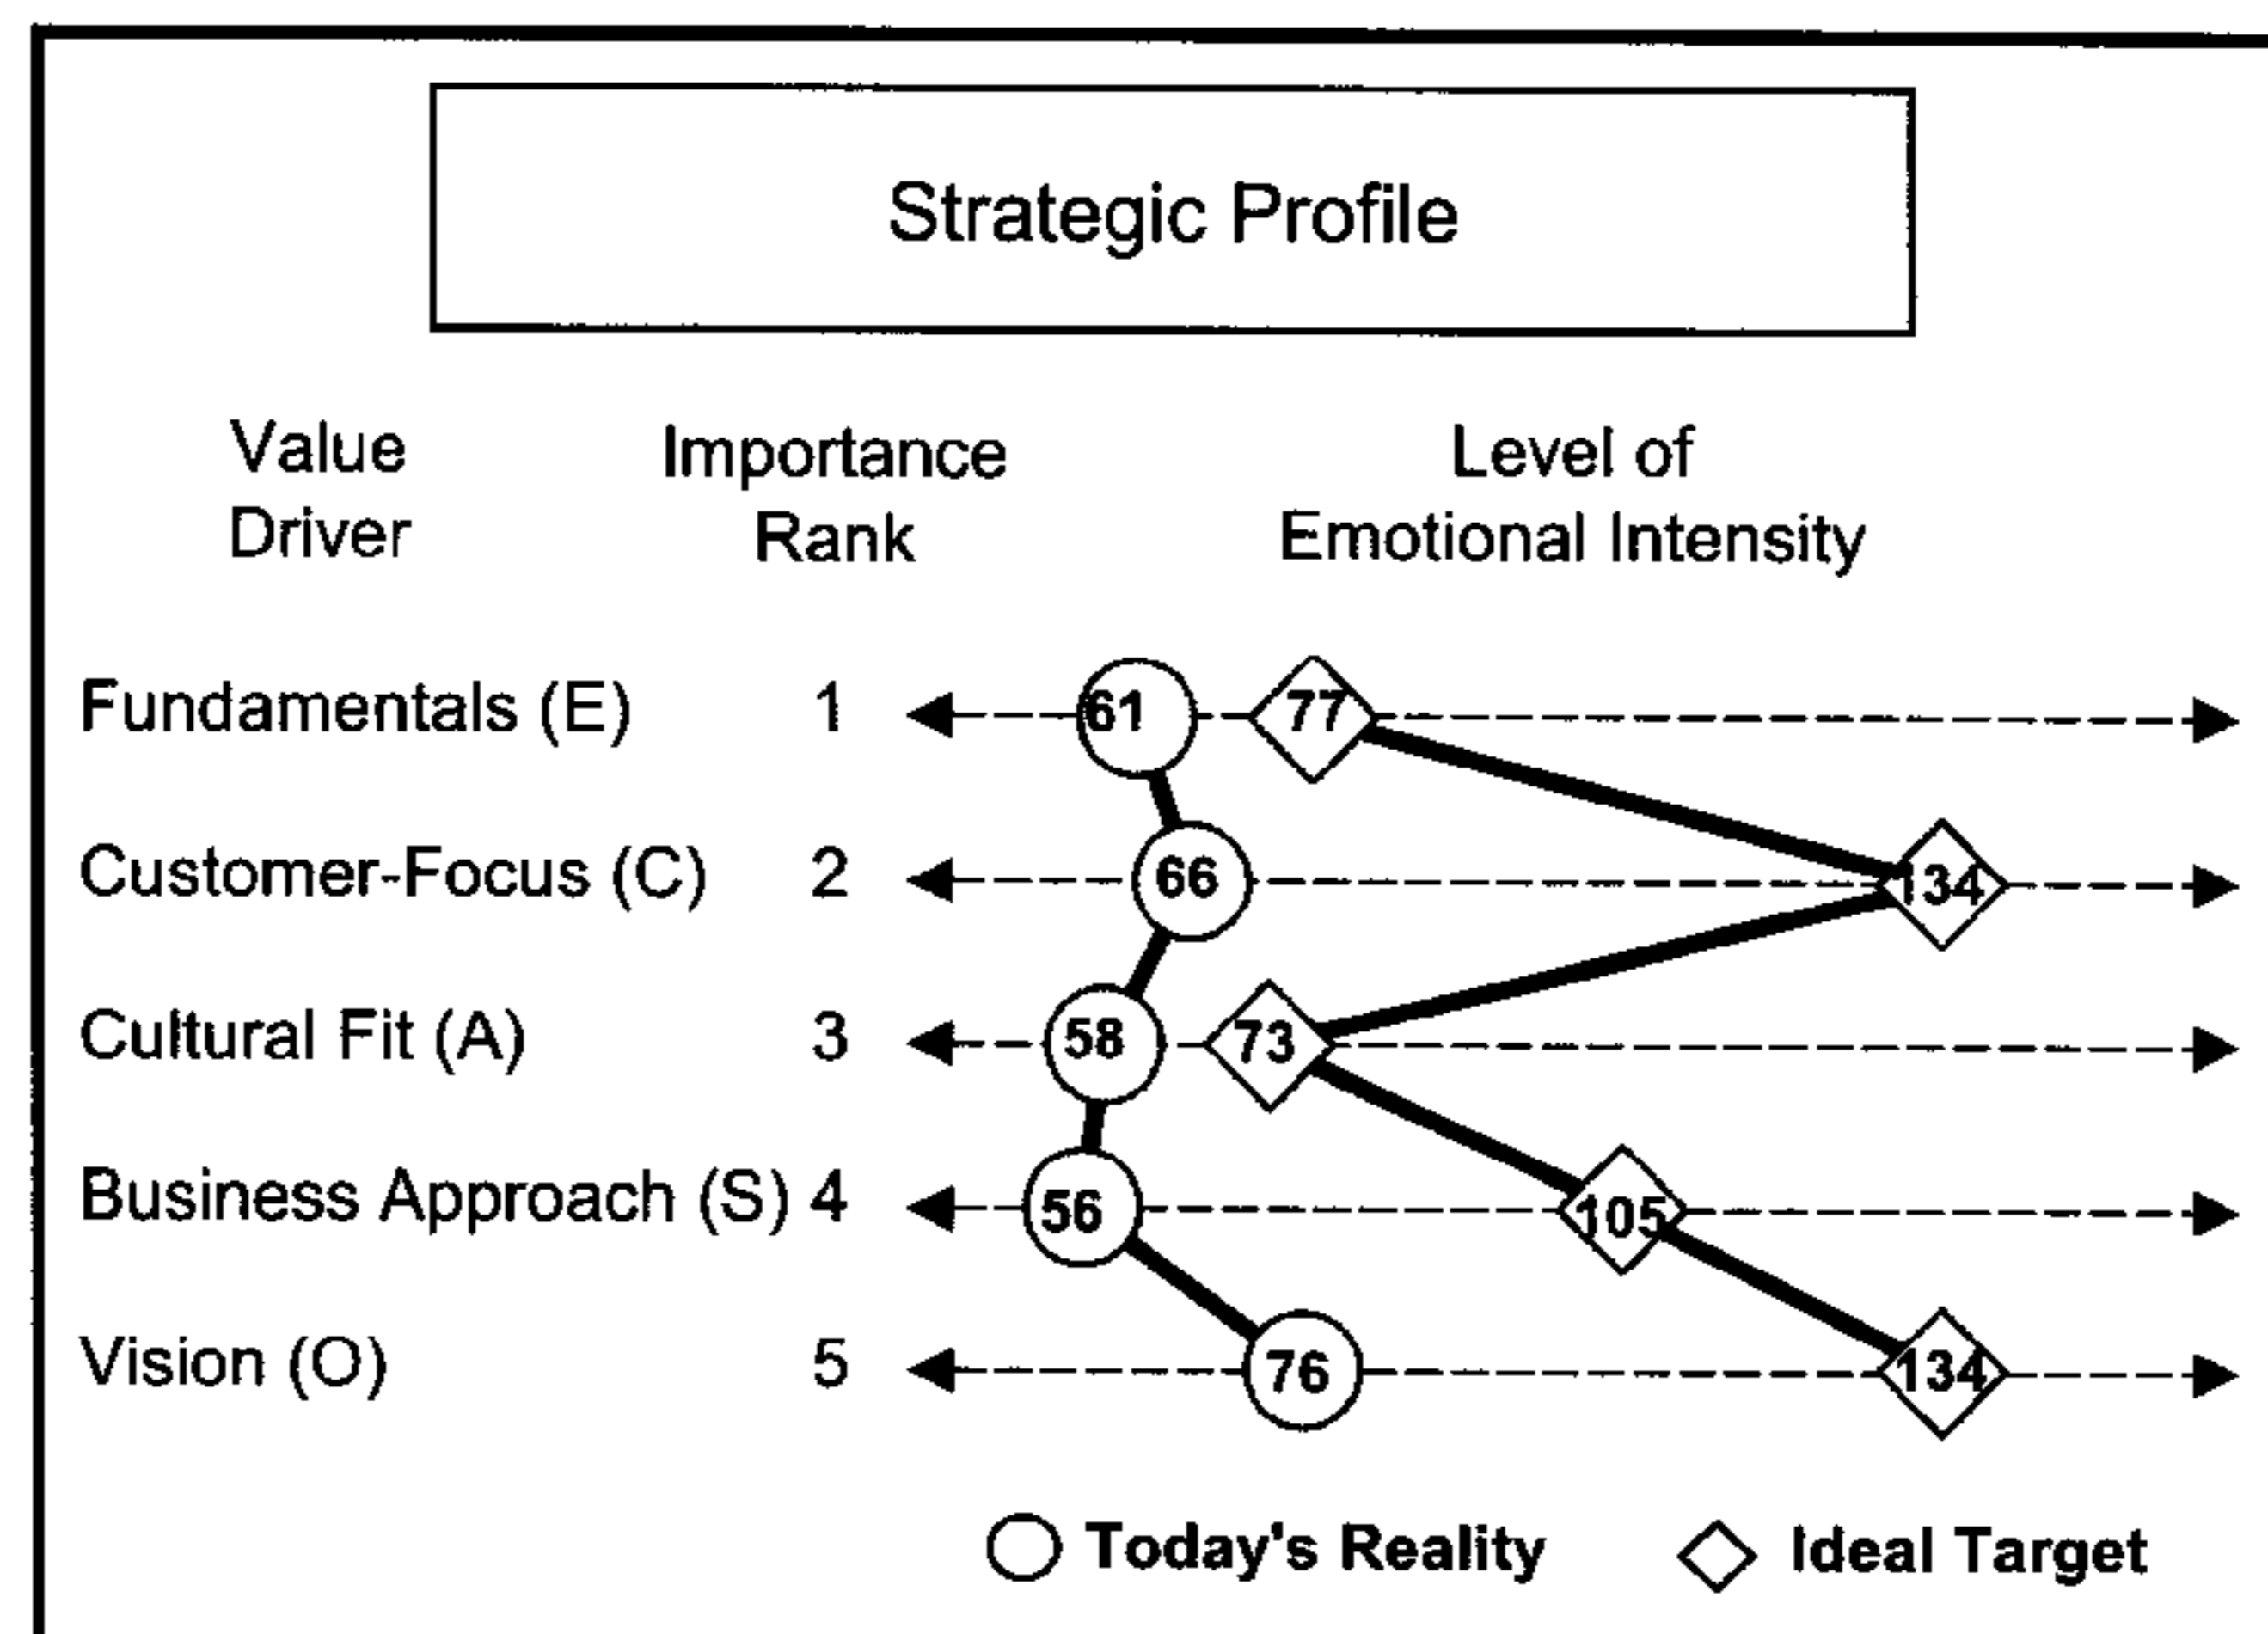 Strategic Profile
Value Driver
Importance Rank
Level of Emotional Intensity
Fundamentals (E) 1 61 77
Customer-Focus (C) 2 66 134
Cultural Fit (A) 3 58 73
Business Approach (S) 4 56 105
Vision (O) 5 76 134
Today's Reality Ideal Target